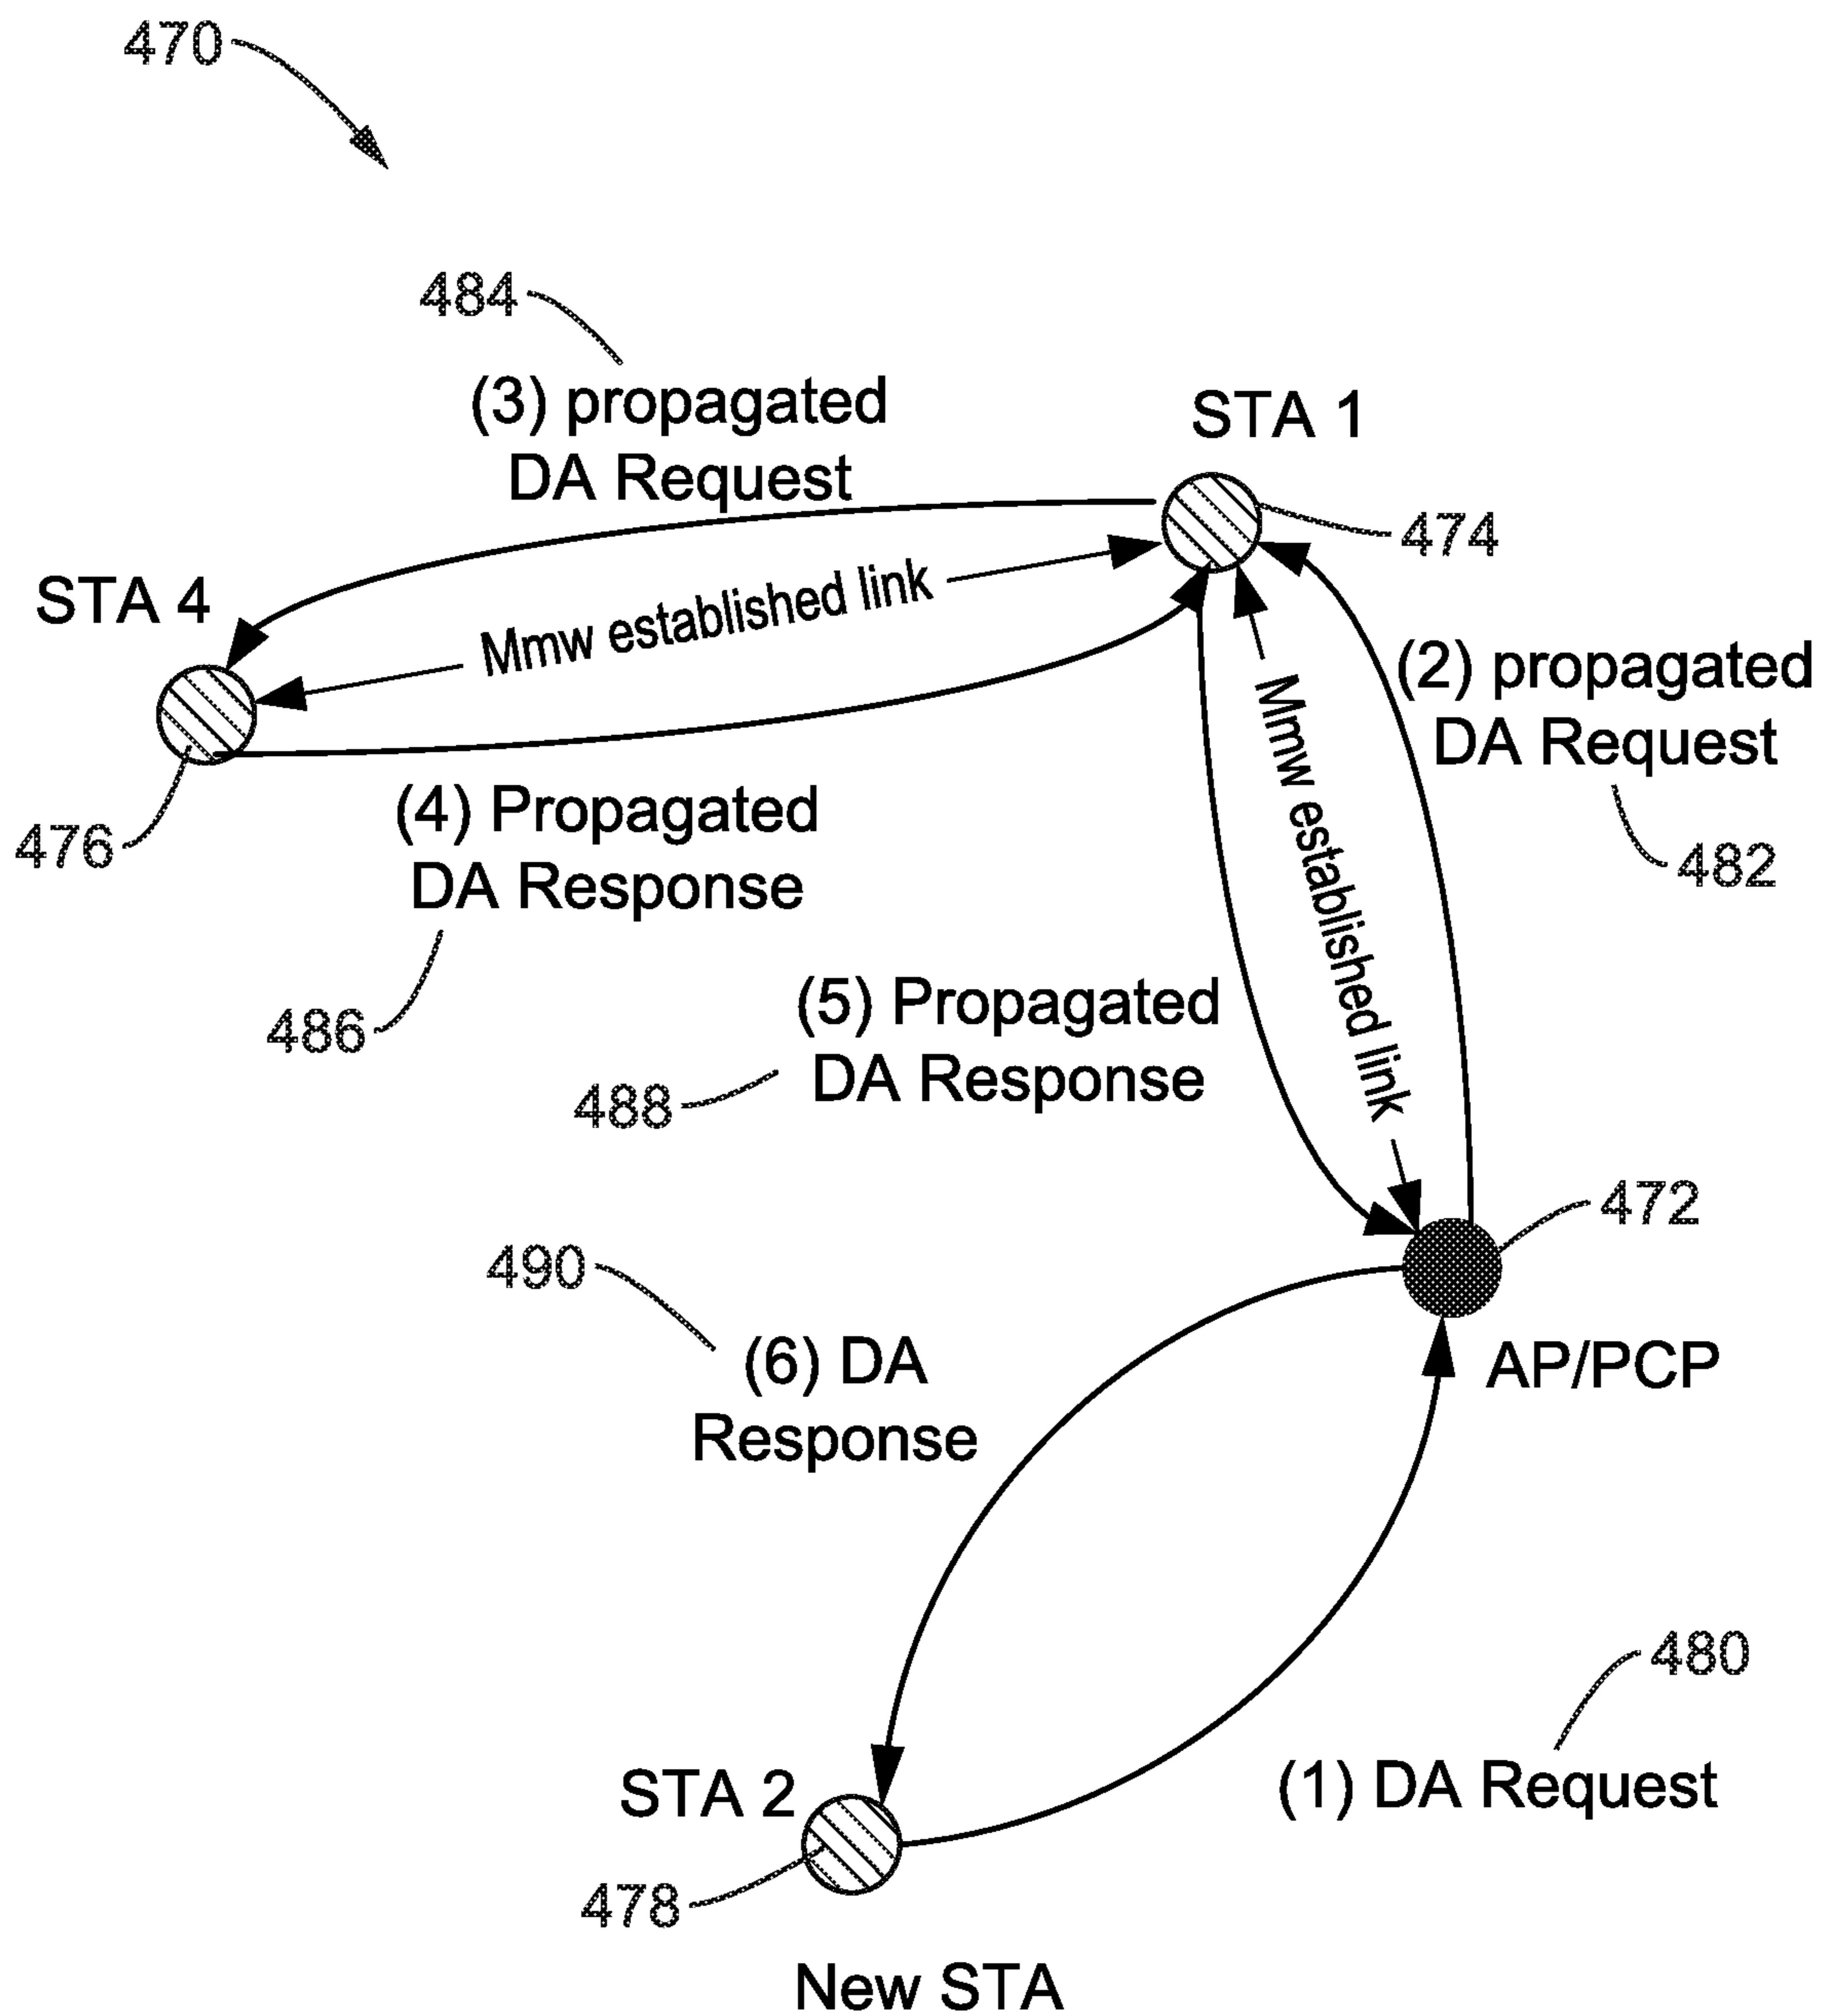 470
484
(3) propagated
DA Request
STA 1
474
STA 4
Mmw established link
(2) propagated
DA Request
482
476
(4) Propagated
DA Response
486
Mmw established link
(5) Propagated
DA Response
488
472
490
(6) DA
Response
AP/PCP
480
(1) DA Request
STA 2
478
New STA